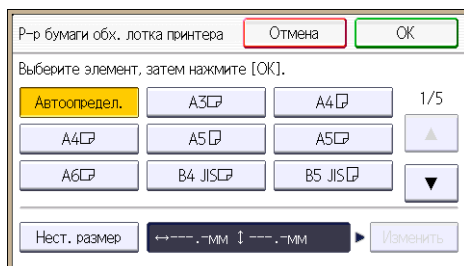 Р-р бумаги обх. лотка принтера Отмена OK
Выберите элемент, затем нажмите [OK].
Автоопредел. A3 A4 1/5
A4 A5 A5 ▲
A6 B4 JIS B5 JIS ▼
Нест. размер ↔---.-мм ↕ ---.-мм ► Изменить